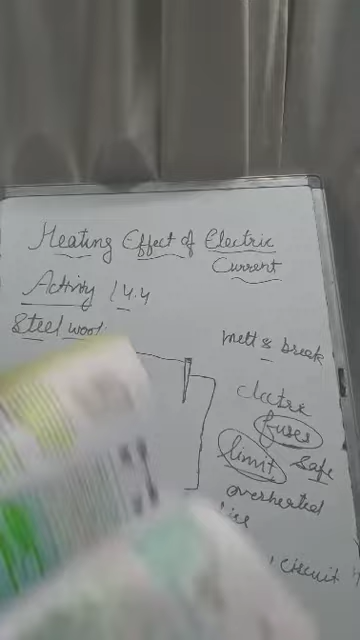 Heating Effect of Electric
Current
Activity 14.4
Steel wool
melt & break
electric
fuses
limit safe
overheated
circuit